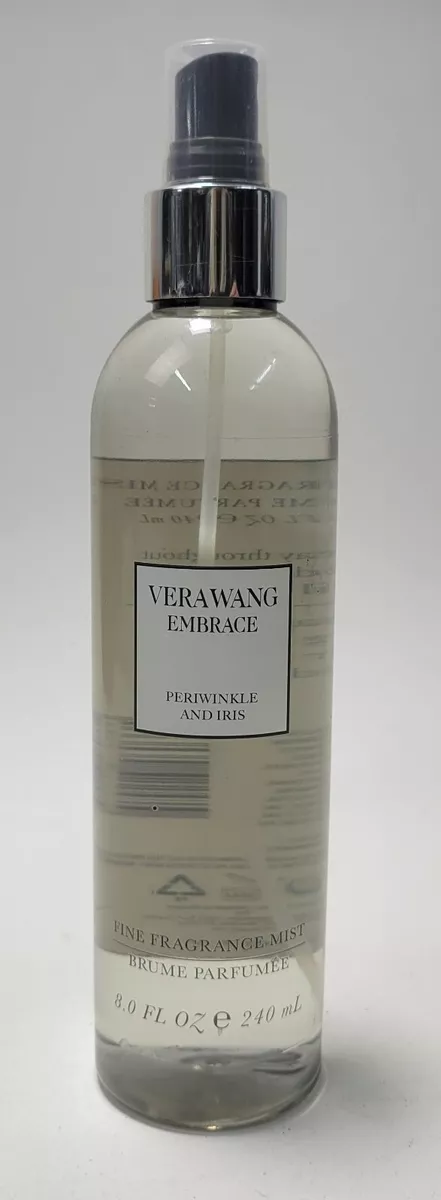 VERAWANG
EMBRACE
PERIWINKLE
AND IRIS
FINE FRAGRANCE MIST
BRUME PARFUMÉE
8.0 FL OZ e 240 mL